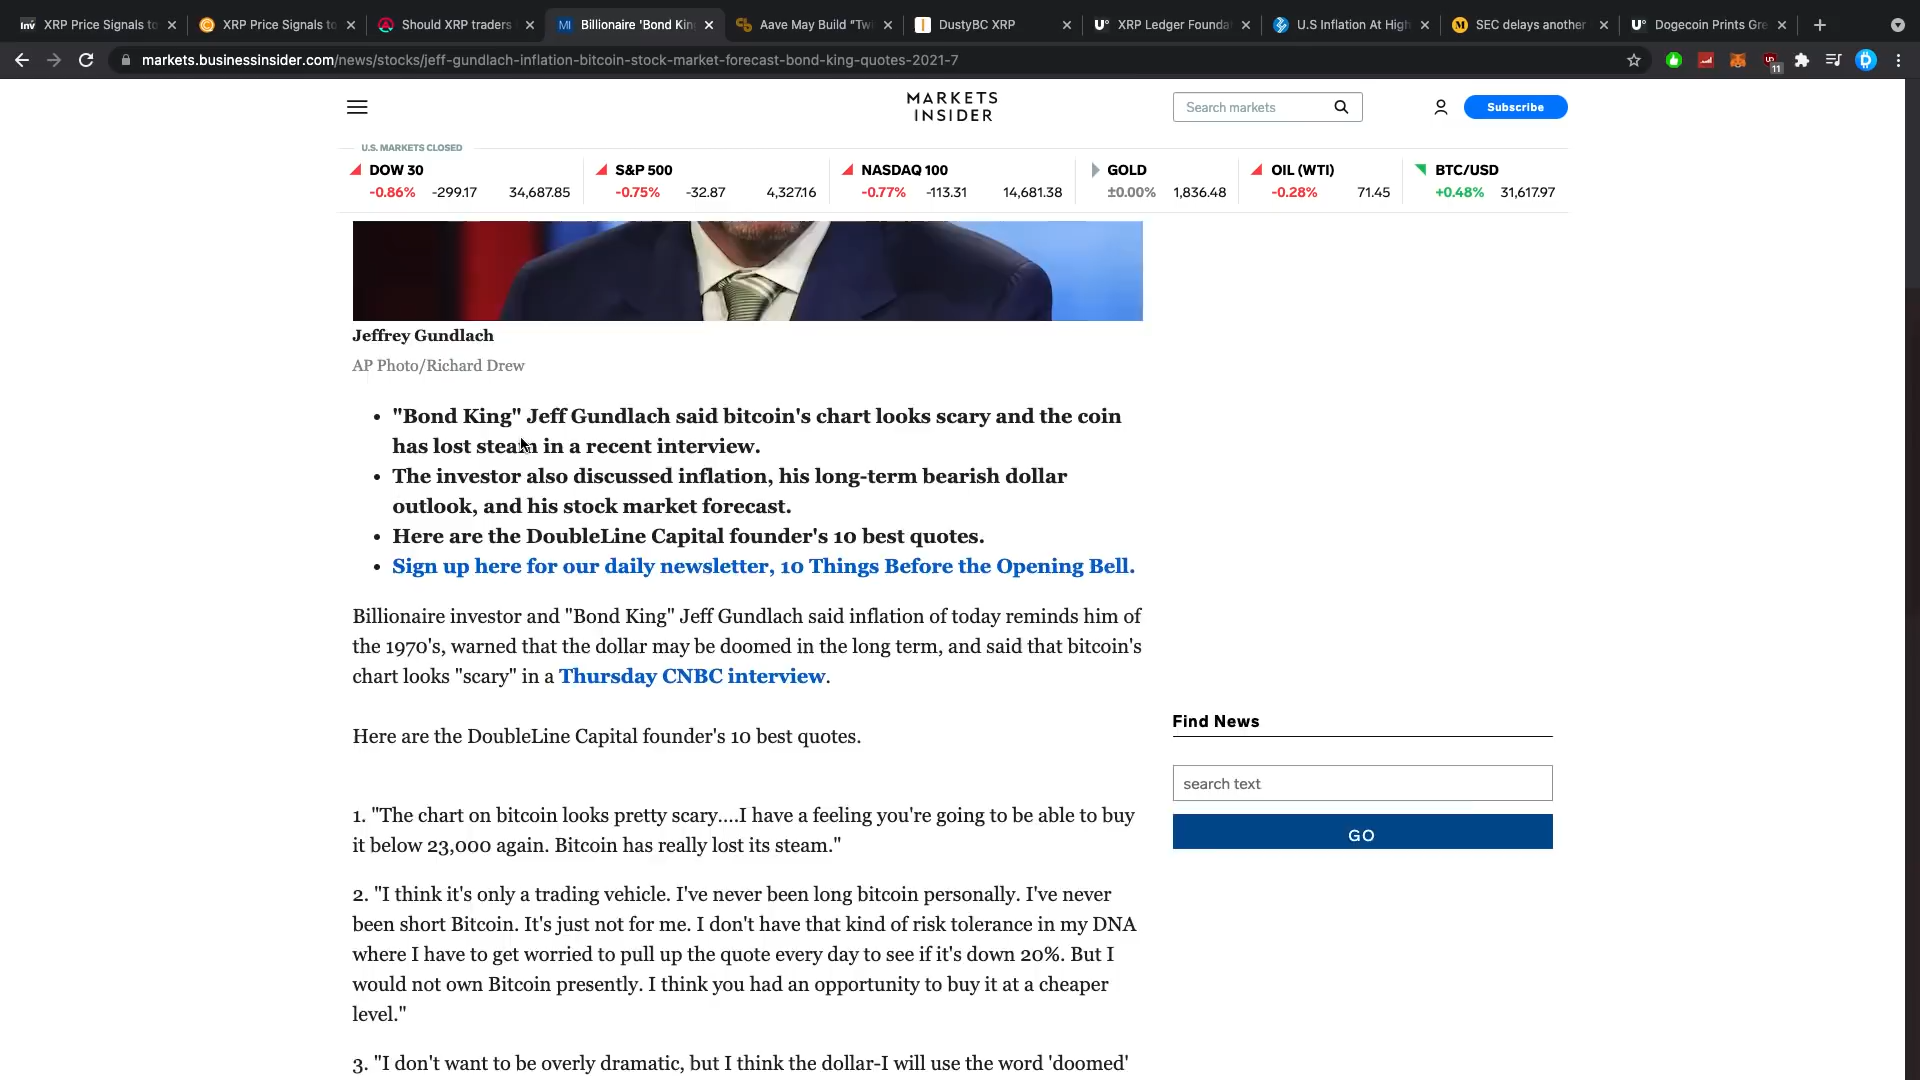 XRP Price Signals to
XRP Price Signals to
Should XRP traders
Billionaire 'Bond Kin
Aave May Build "Twi
DustyBC XRP
XRP Ledger Founda
U.S Inflation At High
SEC delays another
Dogecoin Prints Gre
markets.businessinsider.com/news/stocks/jeff-gundlach-inflation-bitcoin-stock-market-forecast-bond-king-quotes-2021-7
11
MARKETS
INSIDER
Search markets
Subscribe
U.S. MARKETS CLOSED
DOW 30
-0.86% -299.17 34,687.85
S&P 500
-0.75% -32.87 4,327.16
NASDAQ 100
-0.77% -113.31 14,681.38
GOLD
±0.00% 1,836.48
OIL (WTI)
-0.28% 71.45
BTC/USD
+0.48% 31,617.97
Jeffrey Gundlach
AP Photo/Richard Drew
• "Bond King" Jeff Gundlach said bitcoin's chart looks scary and the coin
has lost steam in a recent interview.
• The investor also discussed inflation, his long-term bearish dollar
outlook, and his stock market forecast.
• Here are the DoubleLine Capital founder's 10 best quotes.
• Sign up here for our daily newsletter, 10 Things Before the Opening Bell.
Billionaire investor and "Bond King" Jeff Gundlach said inflation of today reminds him of
the 1970's, warned that the dollar may be doomed in the long term, and said that bitcoin's
chart looks "scary" in a Thursday CNBC interview.
Here are the DoubleLine Capital founder's 10 best quotes.
1. "The chart on bitcoin looks pretty scary....I have a feeling you're going to be able to buy
it below 23,000 again. Bitcoin has really lost its steam."
2. "I think it's only a trading vehicle. I've never been long bitcoin personally. I've never
been short Bitcoin. It's just not for me. I don't have that kind of risk tolerance in my DNA
where I have to get worried to pull up the quote every day to see if it's down 20%. But I
would not own Bitcoin presently. I think you had an opportunity to buy it at a cheaper
level."
3. "I don't want to be overly dramatic, but I think the dollar-I will use the word 'doomed'
Find News
search text
GO